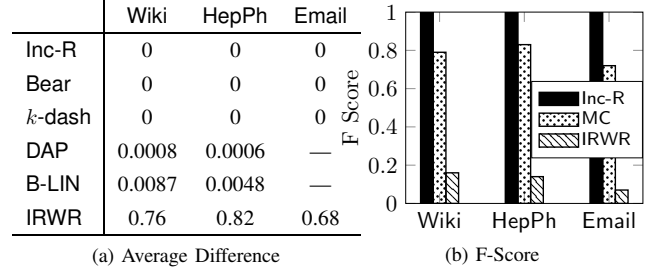 Wiki HepPh Email
Inc-R 0 0 0
Bear 0 0 0
k-dash 0 0 0
DAP 0.0008 0.0006 —
B-LIN 0.0087 0.0048 —
IRWR 0.76 0.82 0.68
(a) Average Difference
F Score
1
0.8
0.6
0.4
0.2
0
Inc-R
MC
IRWR
Wiki HepPh Email
(b) F-Score